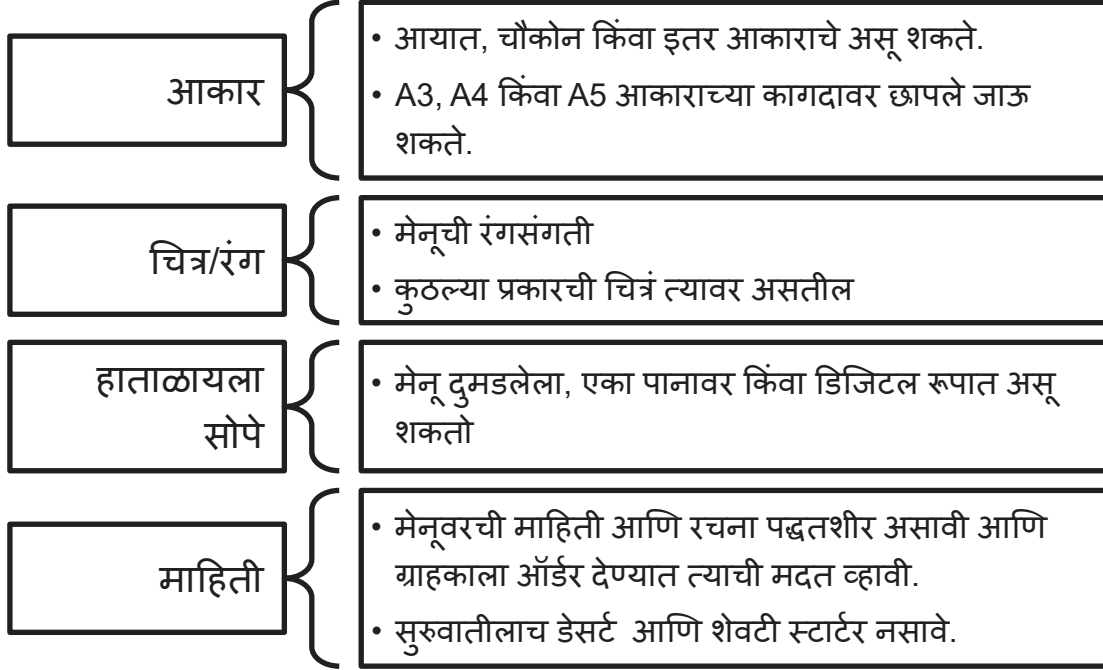 आकार
• आयात, चौकोन किंवा इतर आकाराचे असू शकते.
• A3, A4 किंवा A5 आकाराच्या कागदावर छापले जाऊ
शकते.
चित्र/रंग
• मेनूची रंगसंगती
• कुठल्या प्रकारची चित्रं त्यावर असतील
हाताळायला
सोपे
• मेनू दुमडलेला, एका पानावर किंवा डिजिटल रूपात असू
शकतो
माहिती
• मेनूवरची माहिती आणि रचना पद्धतशीर असावी आणि
ग्राहकाला ऑर्डर देण्यात त्याची मदत व्हावी.
• सुरुवातीलाच डेसर्ट आणि शेवटी स्टार्टर नसावे.